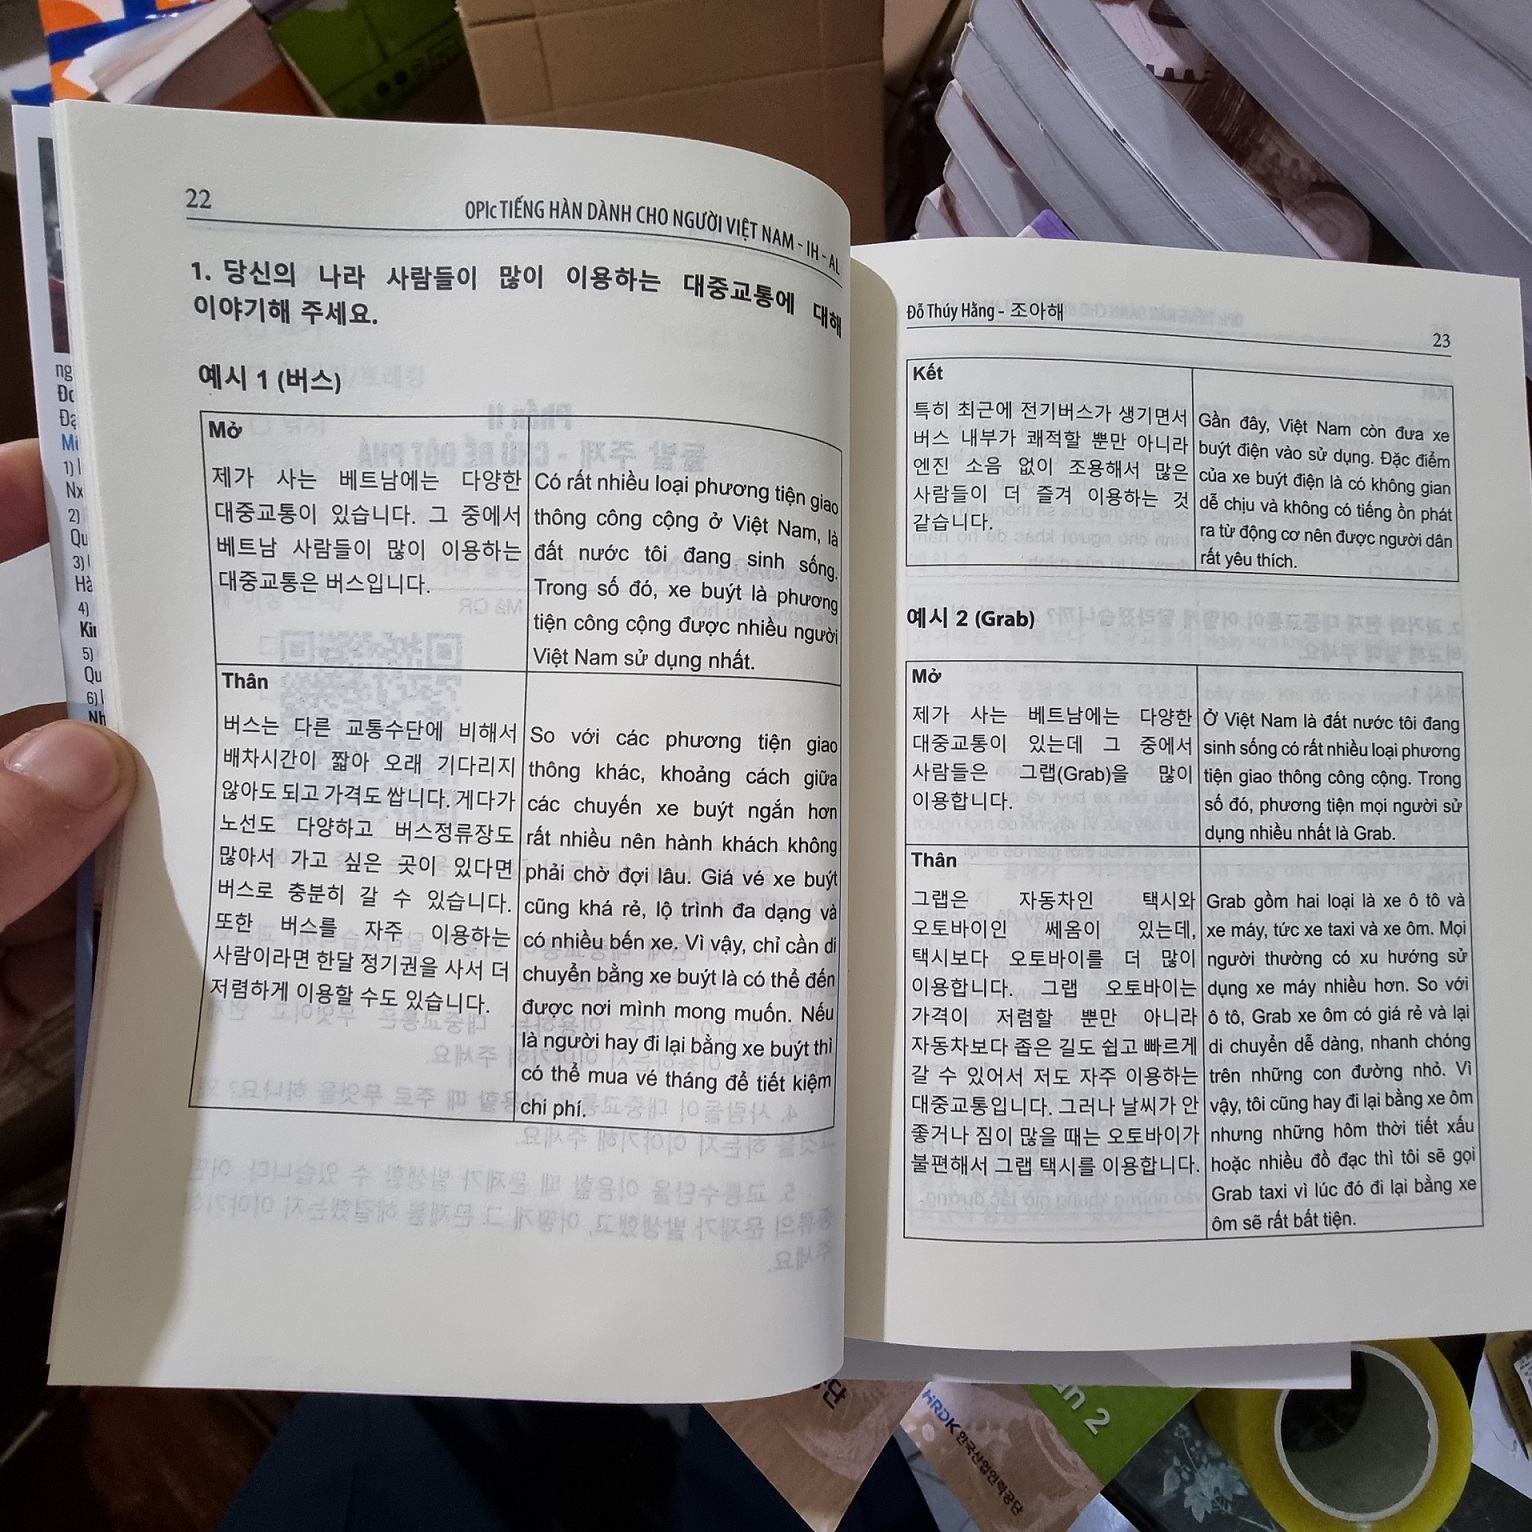 22
OPIc TIẾNG HÀN DÀNH CHO NGƯỜI VIỆT NAM - IH - AL
1. 당신의 나라 사람들이 많이 이용하는 대중교통에 대해
이야기해 주세요.
예시 1 (버스)
Mở
제가 사는 베트남에는 다양한
대중교통이 있습니다. 그 중에서
베트남 사람들이 많이 이용하는
대중교통은 버스입니다.
Có rất nhiều loại phương tiện giao
thông công cộng ở Việt Nam, là
đất nước tôi đang sinh sống.
Trong số đó, xe buýt là phương
tiện công cộng được nhiều người
Việt Nam sử dụng nhất.
Thân
버스는 다른 교통수단에 비해서
배차시간이 짧아 오래 기다리지
않아도 되고 가격도 쌉니다. 게다가
노선도 다양하고 버스정류장도
많아서 가고 싶은 곳이 있다면
버스로 충분히 갈 수 있습니다.
또한 버스를 자주 이용하는
사람이라면 한달 정기권을 사서 더
저렴하게 이용할 수도 있습니다.
So với các phương tiện giao
thông khác, khoảng cách giữa
các chuyến xe buýt ngắn hơn
rất nhiều nên hành khách không
phải chờ đợi lâu. Giá vé xe buýt
cũng khá rẻ, lộ trình đa dạng và
có nhiều bến xe. Vì vậy, chỉ cần di
chuyển bằng xe buýt là có thể đến
được nơi mình mong muốn. Nếu
là người hay đi lại bằng xe buýt thì
có thể mua vé tháng để tiết kiệm
chi phí.
Đỗ Thúy Hằng - 조아해
23
Kết
특히 최근에 전기버스가 생기면서
버스 내부가 쾌적할 뿐만 아니라
엔진 소음 없이 조용해서 많은
사람들이 더 즐겨 이용하는 것
같습니다.
Gần đây, Việt Nam còn đưa xe
buýt điện vào sử dụng. Đặc điểm
của xe buýt điện là có không gian
dễ chịu và không có tiếng ồn phát
ra từ động cơ nên được người dân
rất yêu thích.
예시 2 (Grab)
Mở
제가 사는 베트남에는 다양한
대중교통이 있는데 그 중에서
사람들은 그랩(Grab)을 많이
이용합니다.
Ở Việt Nam là đất nước tôi đang
sinh sống có rất nhiều loại phương
tiện giao thông công cộng. Trong
số đó, phương tiện mọi người sử
dụng nhiều nhất là Grab.
Thân
그랩은 자동차인 택시와
오토바이인 쎄옴이 있는데,
택시보다 오토바이를 더 많이
이용합니다. 그랩 오토바이는
가격이 저렴할 뿐만 아니라
자동차보다 좁은 길도 쉽고 빠르게
갈 수 있어서 저도 자주 이용하는
대중교통입니다. 그러나 날씨가 안
좋거나 짐이 많을 때는 오토바이가
불편해서 그랩 택시를 이용합니다.
Grab gồm hai loại là xe ô tô và
xe máy, tức xe taxi và xe ôm. Mọi
người thường có xu hướng sử
dụng xe máy nhiều hơn. So với
ô tô, Grab xe ôm có giá rẻ và lại
di chuyển dễ dàng, nhanh chóng
trên những con đường nhỏ. Vì
vậy, tôi cũng hay đi lại bằng xe ôm
nhưng những hôm thời tiết xấu
hoặc nhiều đồ đạc thì tôi sẽ gọi
Grab taxi vì lúc đó đi lại bằng xe
ôm sẽ rất bất tiện.
HRDK 한국산업인력공단